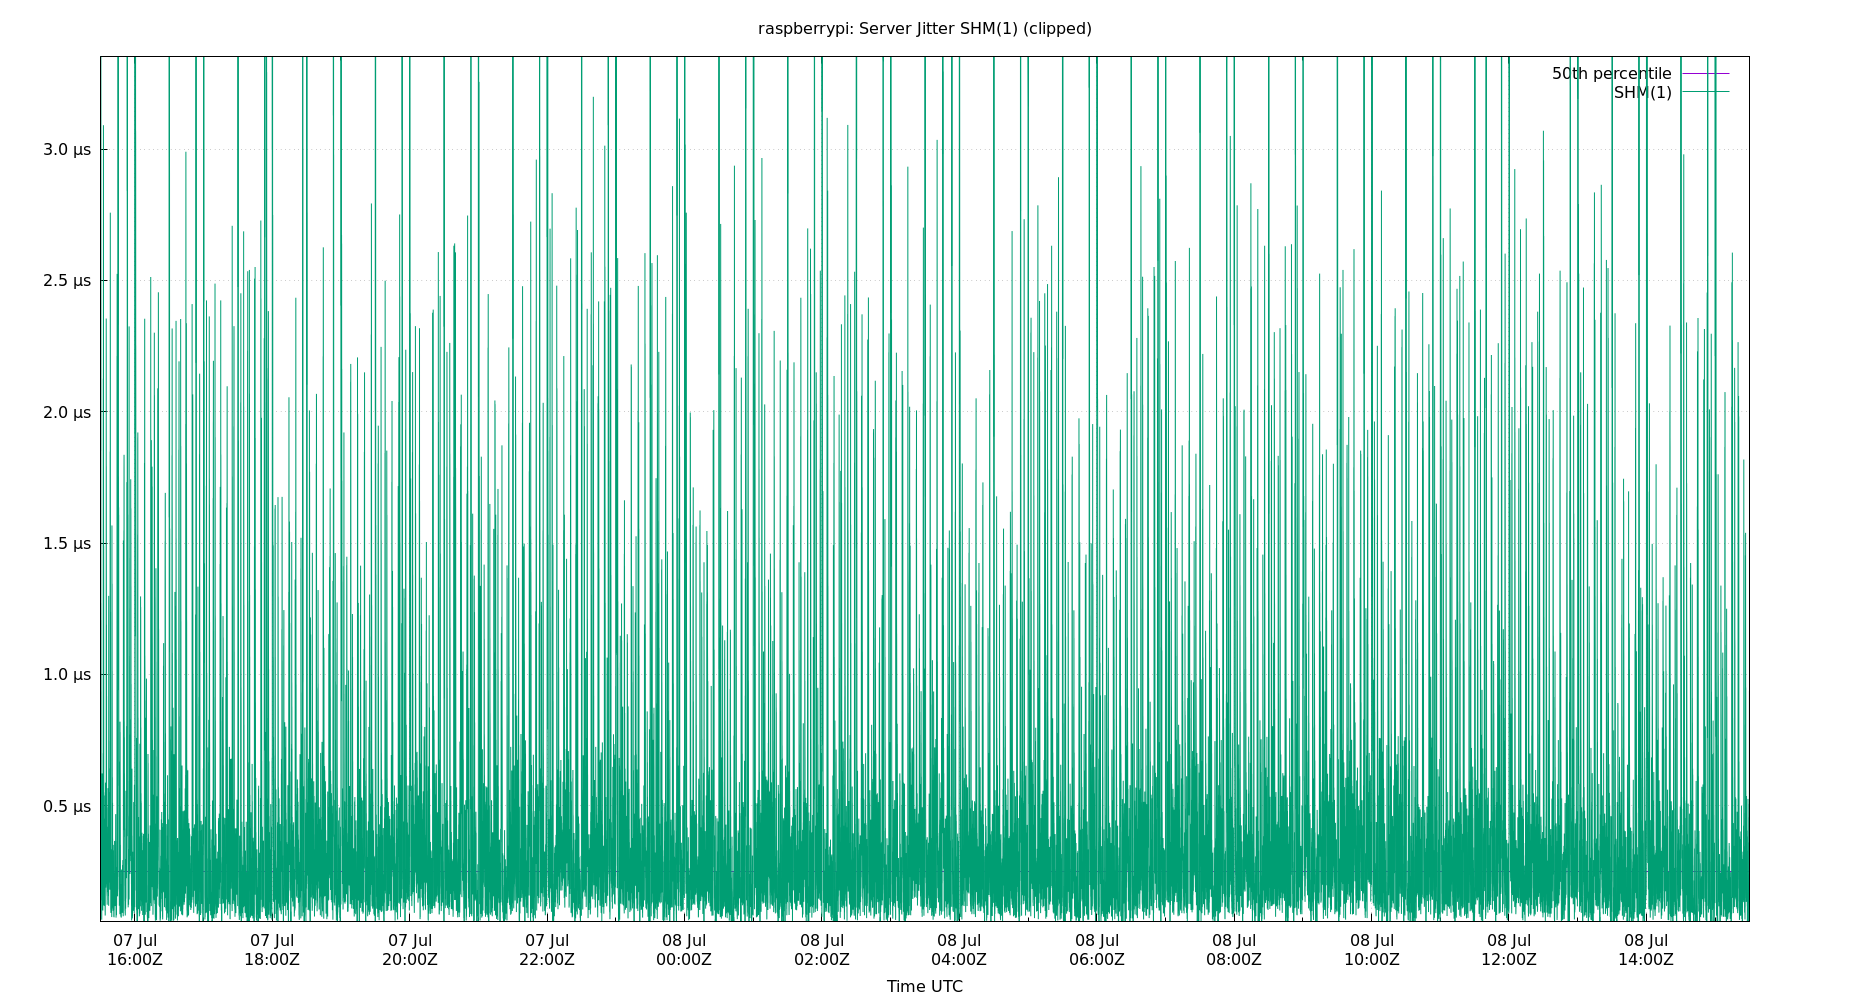 raspberrypi: Server Jitter SHM(1) (clipped)
50th percentile
SHM(1)
3.0 µs
2.5 µs
2.0 µs
1.5 µs
1.0 µs
0.5 µs
07 Jul 07 Jul 07 Jul 07 Jul 08 Jul 08 Jul 08 Jul 08 Jul 08 Jul 08 Jul 08 Jul 08 Jul
16:00Z 18:00Z 20:00Z 22:00Z 00:00Z 02:00Z 04:00Z 06:00Z 08:00Z 10:00Z 12:00Z 14:00Z
Time UTC